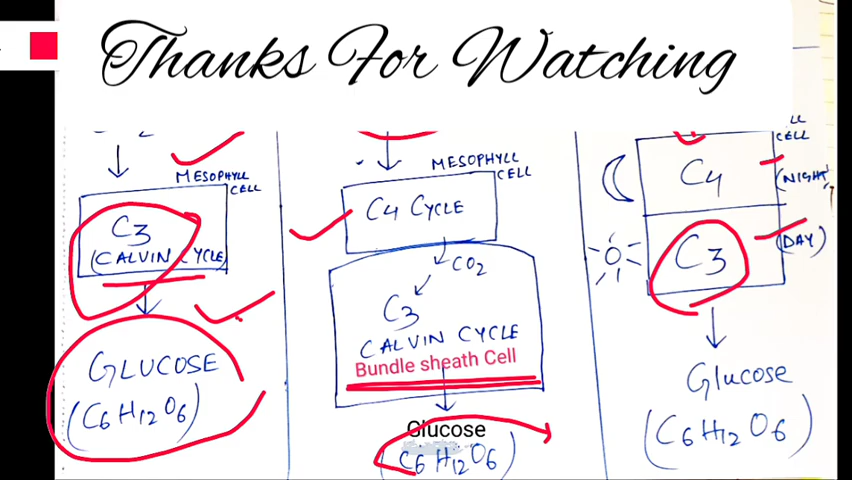 Thanks For Watching
MESOPHYLL
CELL
C3
(CALVIN CYCLE)
GLUCOSE
(C6H12O6)
MESOPHYLL
CELL
C4 CYCLE
CO2
C3
CALVIN CYCLE
Bundle sheath Cell
Glucose
(C6H12O6)
CELL
C4
(NIGHT)
C3
(DAY)
Glucose
(C6H12O6)